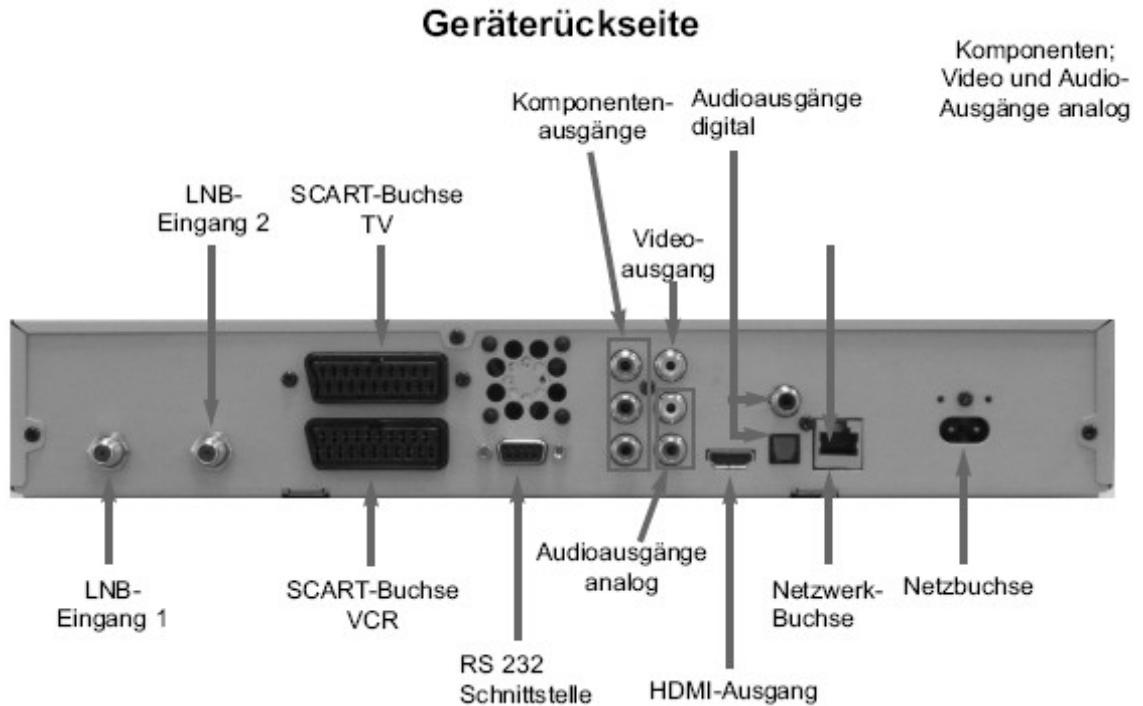 Geräterückseite
Komponenten;
Video und Audio-
Ausgänge analog
Komponenten-
ausgänge
Audioausgänge
digital
LNB-
Eingang 2
SCART-Buchse
TV
Video-
ausgang
LNB-
Eingang 1
SCART-Buchse
VCR
RS 232
Schnittstelle
Audioausgänge
analog
HDMI-Ausgang
Netzwerk-
Buchse
Netzbuchse